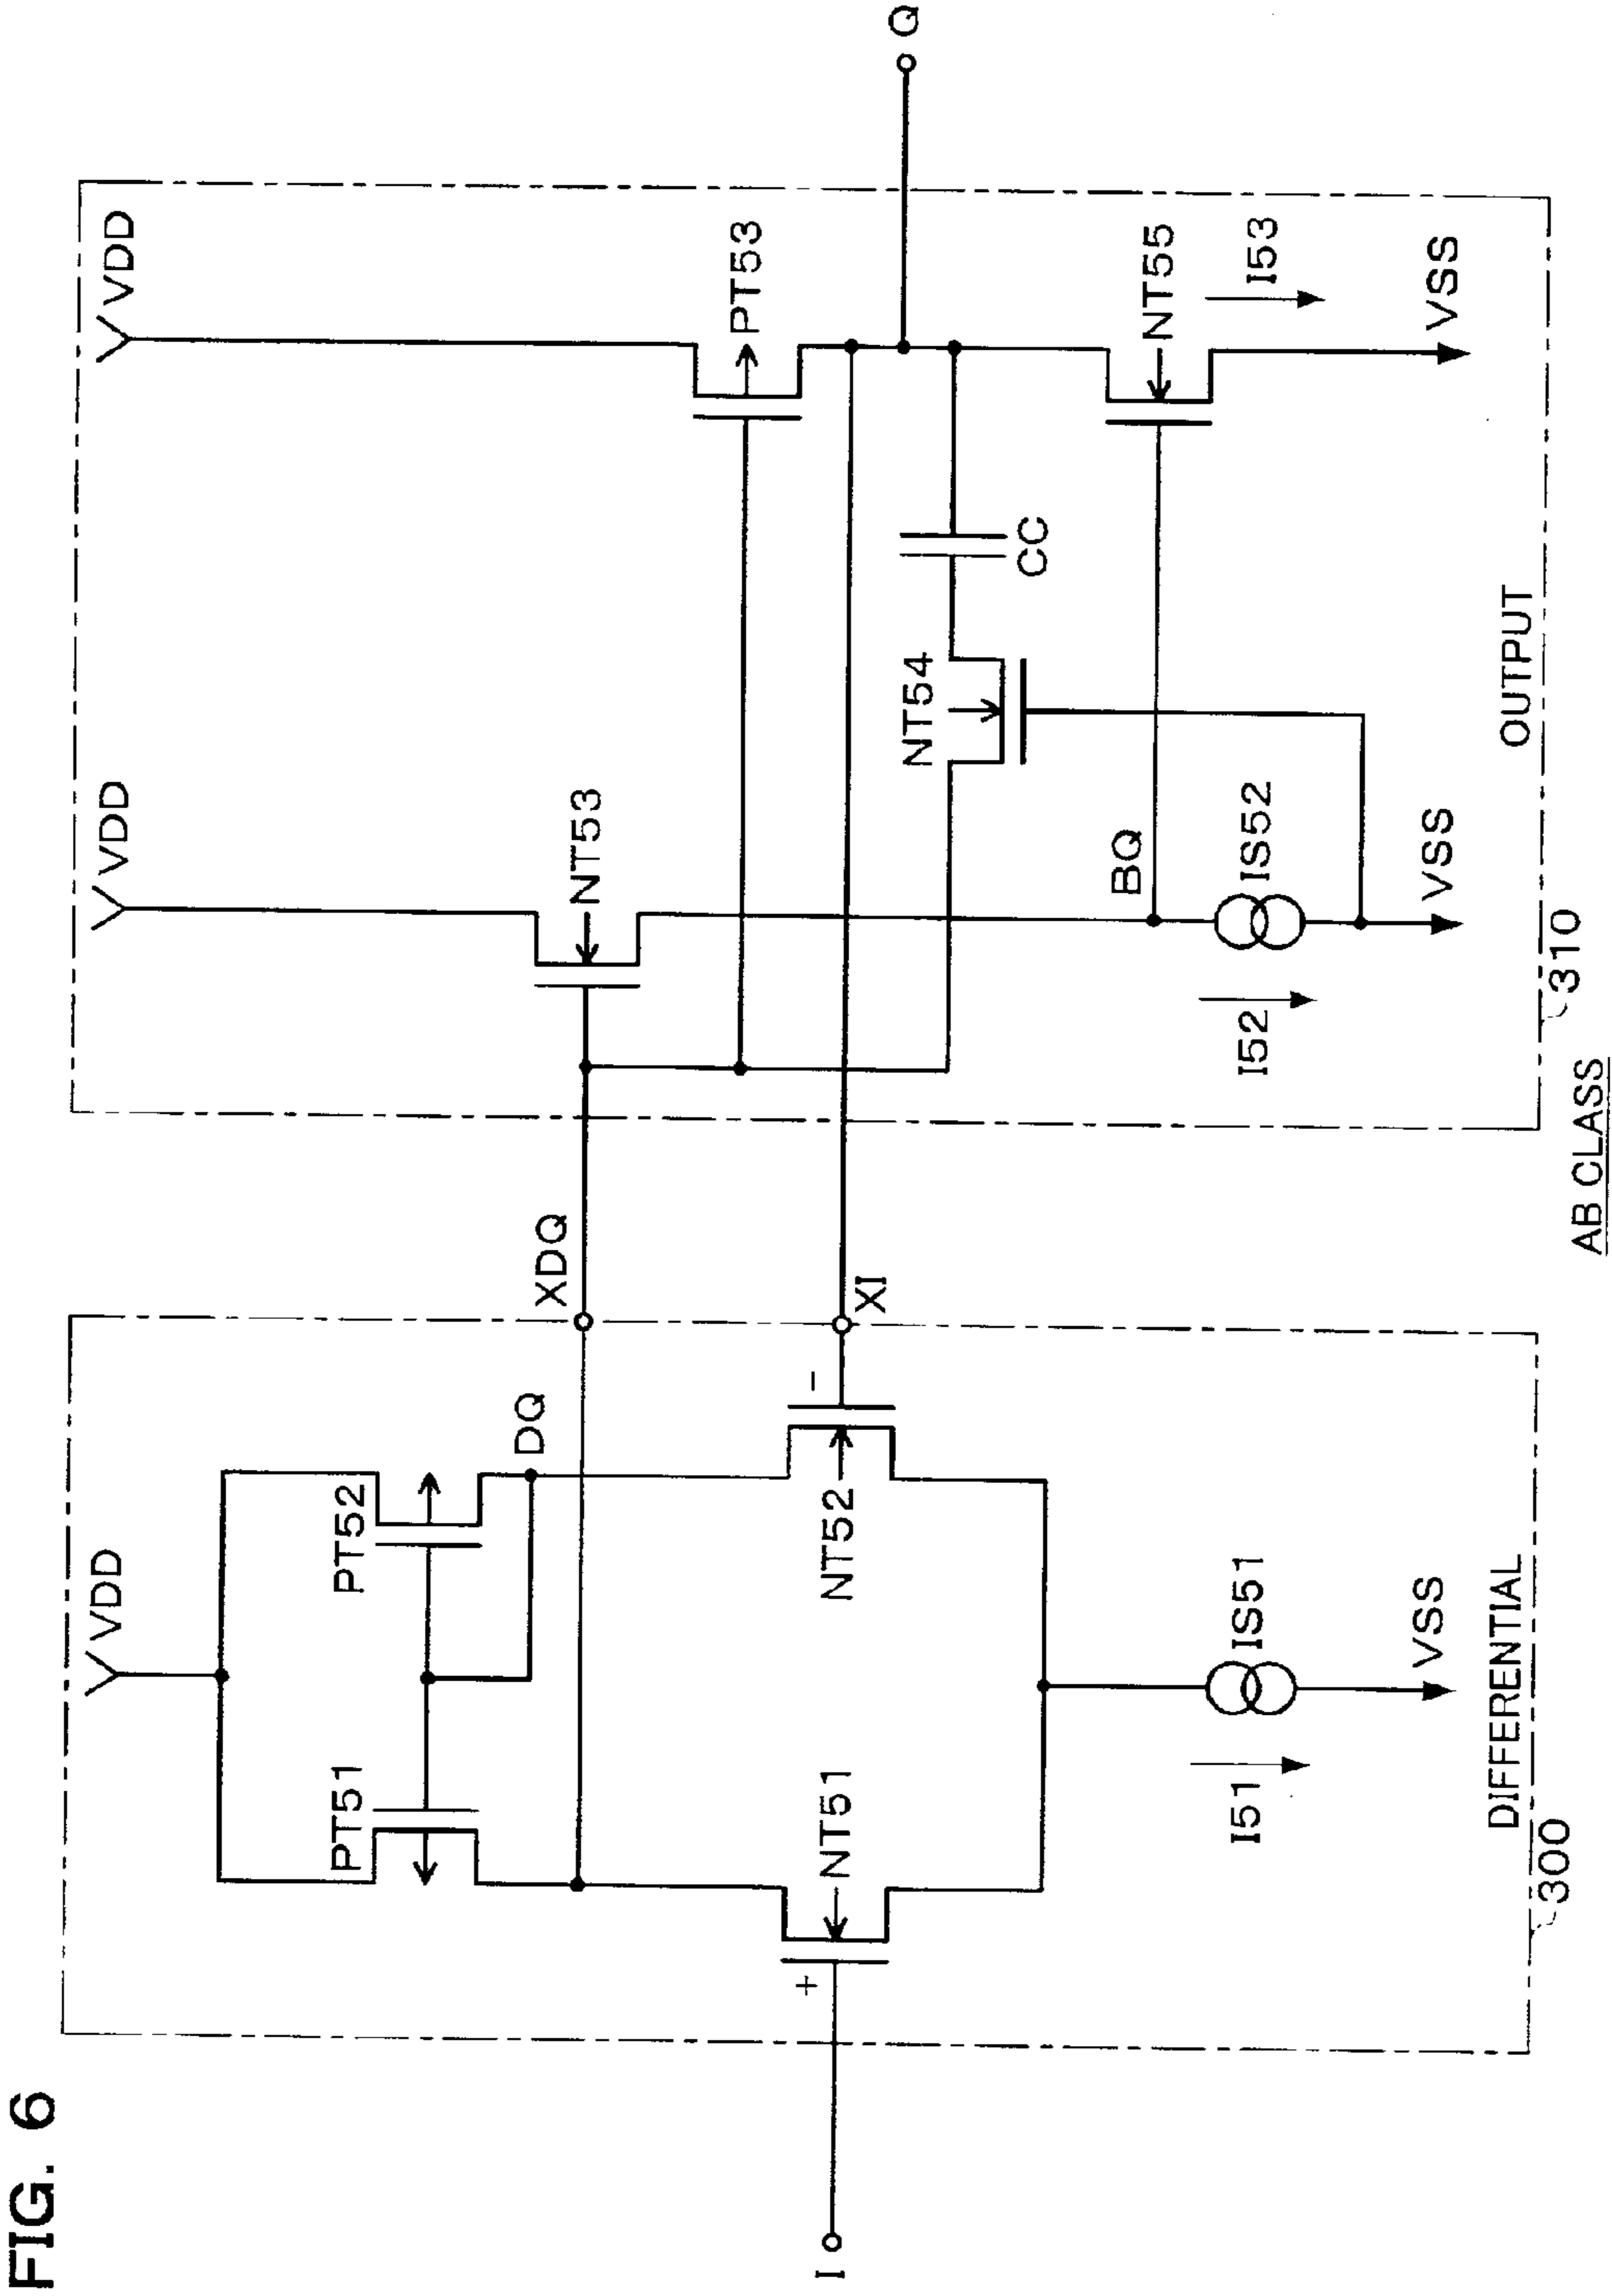 FIG. 6
VDD
PT51
PT52
DQ
XDQ
NT51
+
NT52
-
XI
I
I51
IS51
VSS
DIFFERENTIAL
300
VDD
VDD
NT53
PT53
NT54
CC
Q
BQ
NT55
I52
IS52
I53
VSS
VSS
OUTPUT
310
AB CLASS